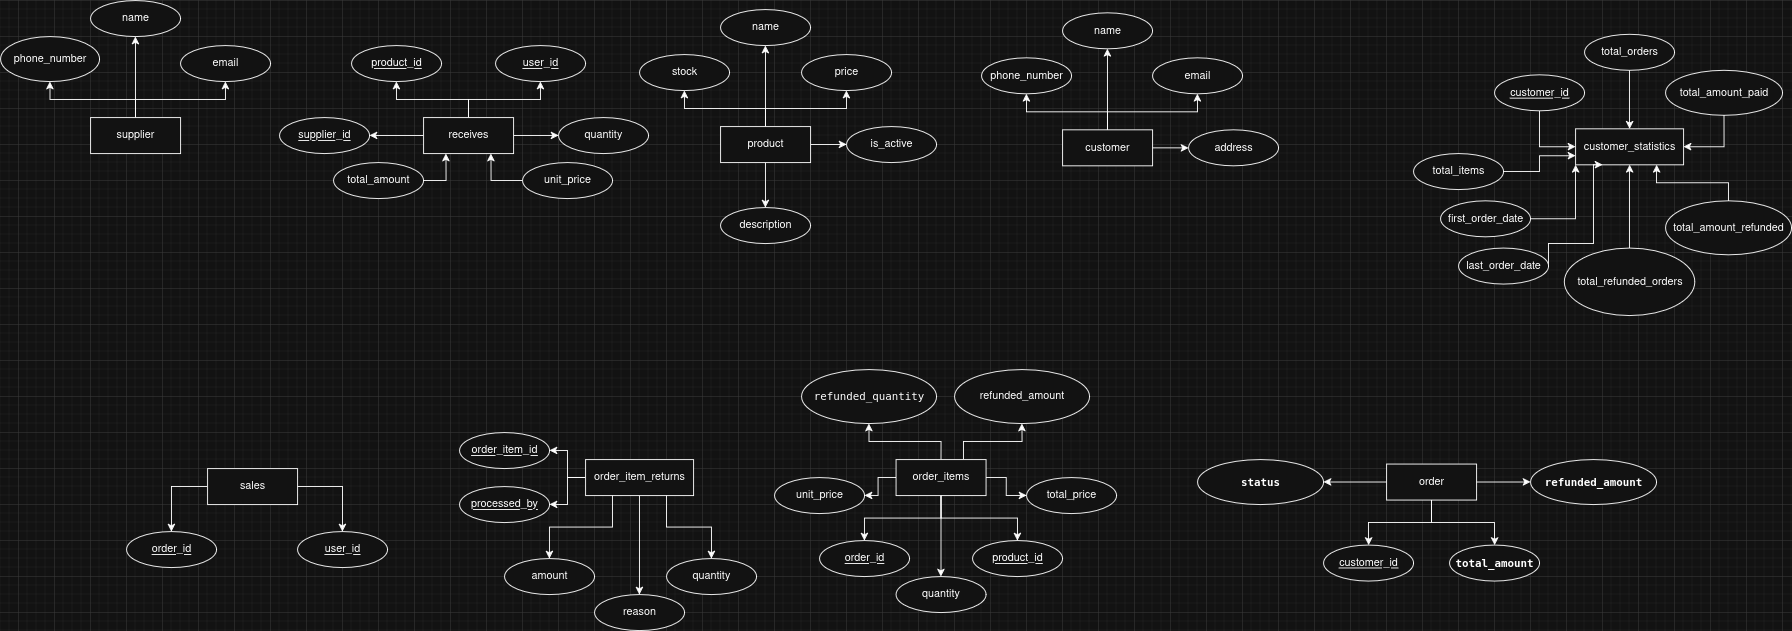 name
phone_number
email
supplier
product_id
user_id
supplier_id
receives
quantity
total_amount
unit_price
name
stock
price
product
is_active
description
name
phone_number
email
customer
address
total_orders
customer_id
total_amount_paid
customer_statistics
total_items
first_order_date
total_amount_refunded
last_order_date
total_refunded_orders
sales
order_id
user_id
order_item_id
order_item_returns
processed_by
amount
quantity
reason
refunded_quantity
refunded_amount
order_items
unit_price
total_price
order_id
product_id
quantity
status
order
refunded_amount
customer_id
total_amount